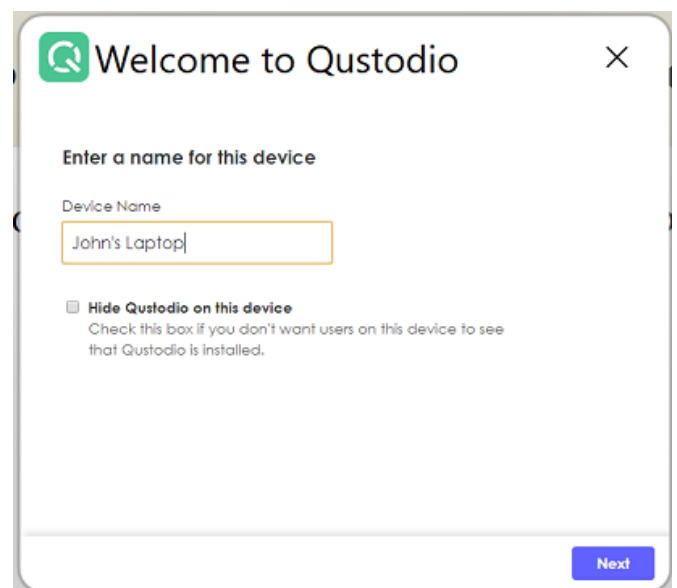 Welcome to Qustodio
Enter a name for this device
Device Name
John's Laptop
Hide Qustodio on this device
Check this box if you don't want users on this device to see
that Qustodio is installed.
Next